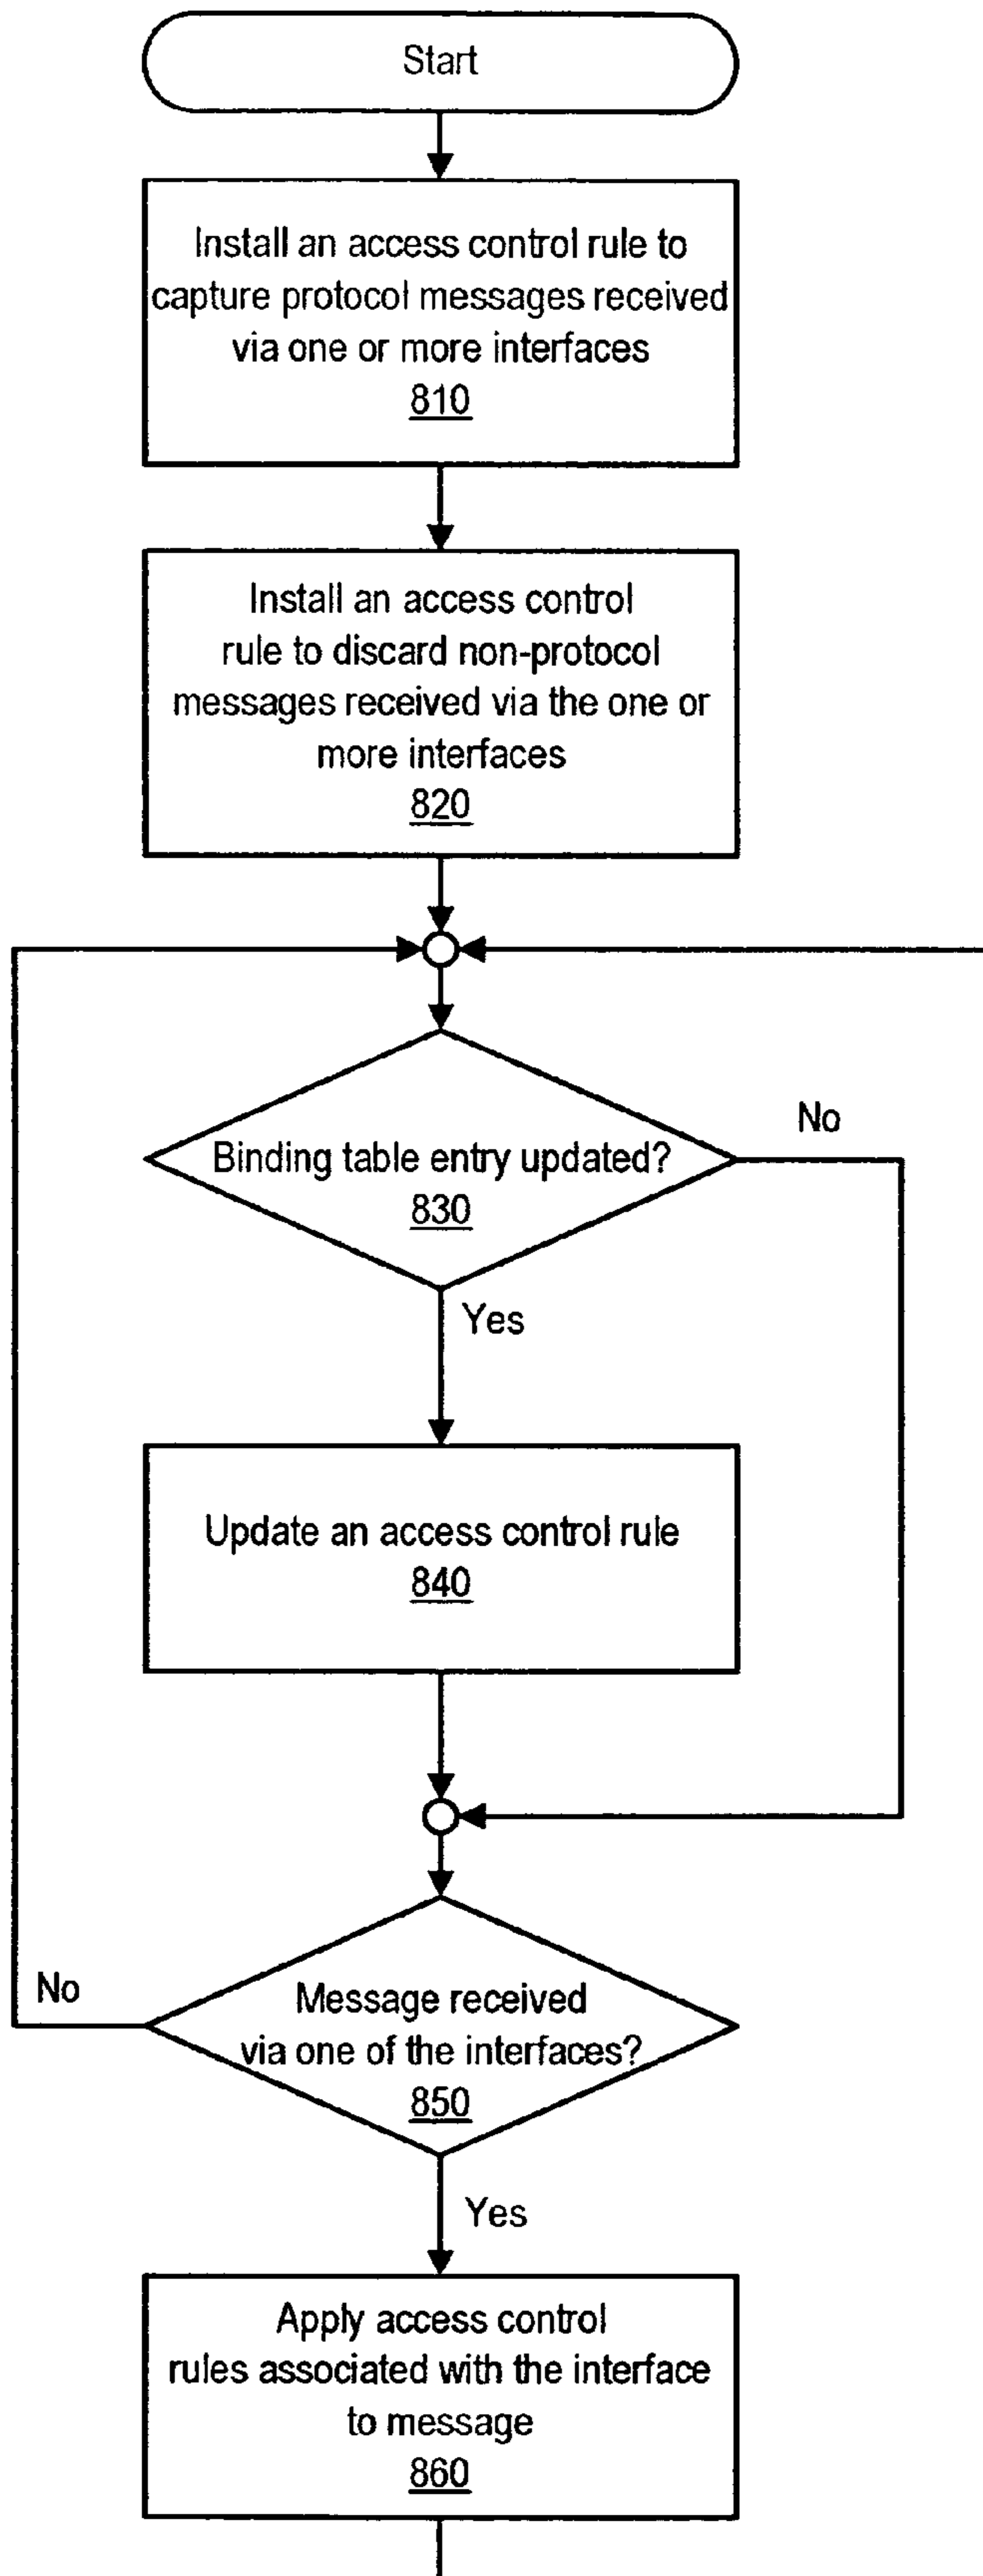 Start
Install an access control rule to
capture protocol messages received
via one or more interfaces
810
Install an access control
rule to discard non-protocol
messages received via the one or
more interfaces
820
Binding table entry updated?
830
No
Yes
Update an access control rule
840
Message received
via one of the interfaces?
850
No
Yes
Apply access control
rules associated with the interface
to message
860